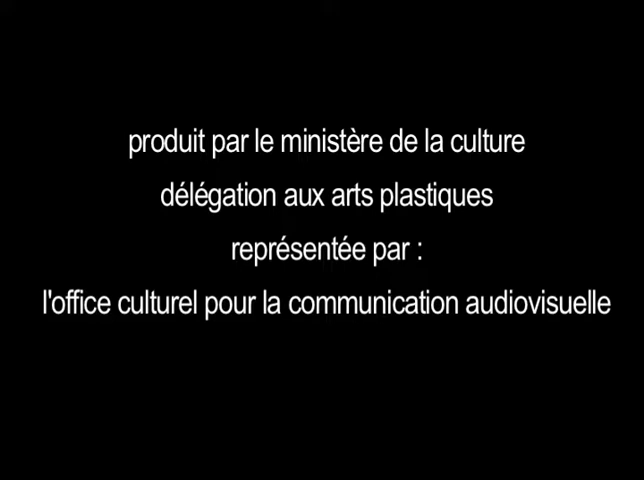 produit par le ministère de la culture
délégation aux arts plastiques
représentée par :
l'office culturel pour la communication audiovisuelle